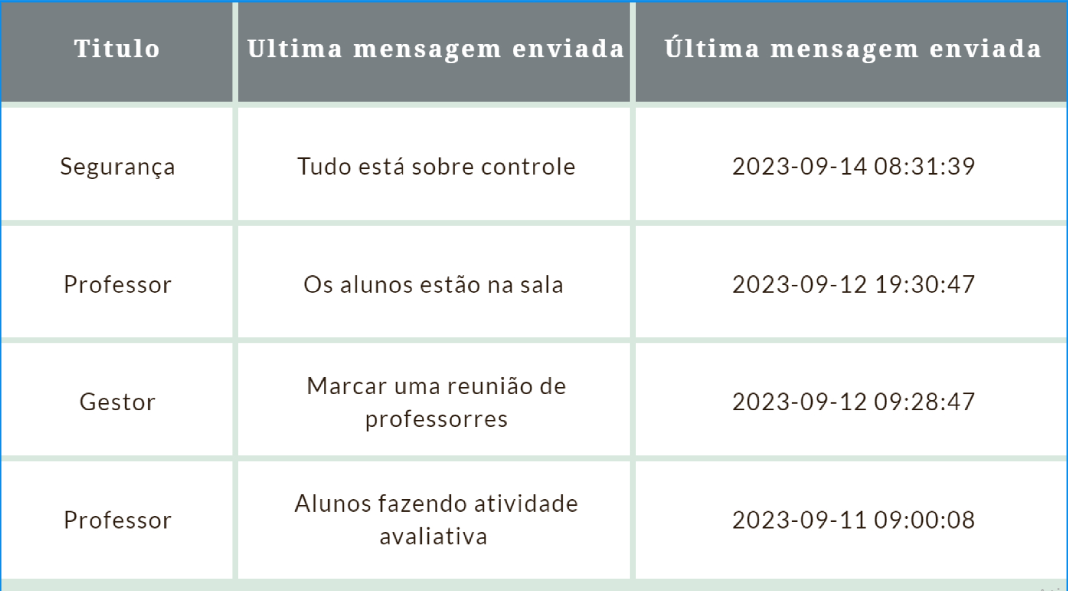 Titulo
Ultima mensagem enviada
Última mensagem enviada
Segurança
Tudo está sobre controle
2023-09-14 08:31:39
Professor
Os alunos estão na sala
2023-09-12 19:30:47
Gestor
Marcar uma reunião de
professorres
2023-09-12 09:28:47
Professor
Alunos fazendo atividade
avaliativa
2023-09-11 09:00:08